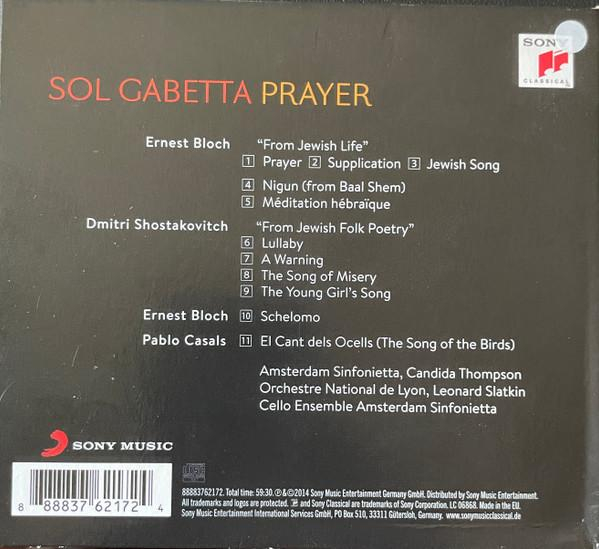 SONY
CLASSICAL
SOL GABETTA PRAYER
Ernest Bloch "From Jewish Life"
1 Prayer 2 Supplication 3 Jewish Song
4 Nigun (from Baal Shem)
5 Méditation hébraïque
Dmitri Shostakovitch "From Jewish Folk Poetry"
6 Lullaby
7 A Warning
8 The Song of Misery
9 The Young Girl's Song
Ernest Bloch 10 Schelomo
Pablo Casals 11 El Cant dels Ocells (The Song of the Birds)
Amsterdam Sinfonietta, Candida Thompson
Orchestre National de Lyon, Leonard Slatkin
Cello Ensemble Amsterdam Sinfonietta
SONY MUSIC
8 88837 62172 4
88883762172. Total time: 59:30. ℗&©2014 Sony Music Entertainment Germany GmbH. Distributed by Sony Music Entertainment.
All trademarks and logos are protected. and Sony Classical are trademarks of Sony Corporation. LC 06868. Made in the EU.
Sony Music Entertainment International Services GmbH, PO Box 510, 33311 Gütersloh, Germany. www.sonymusicclassical.de